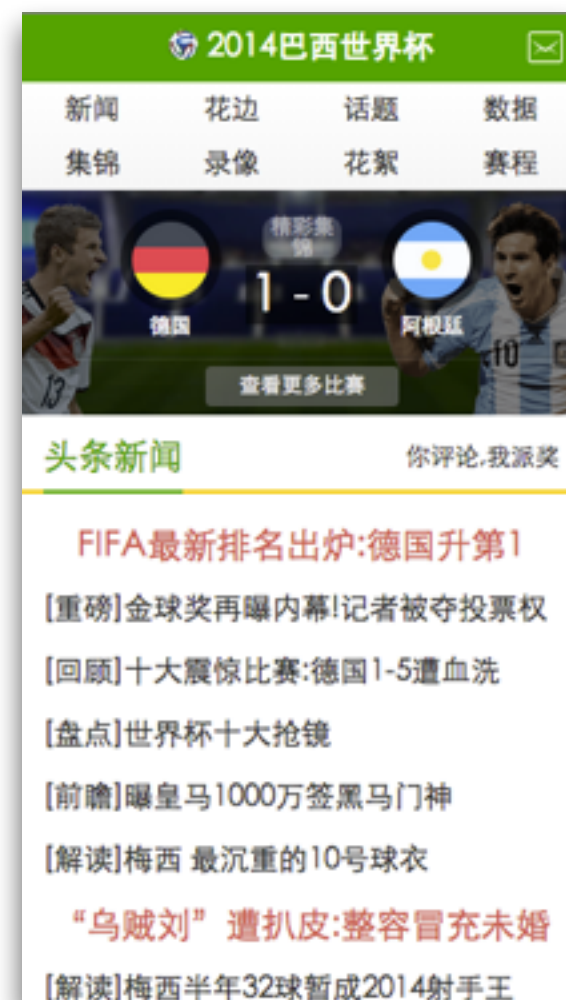 2014巴西世界杯
新闻 花边 话题 数据
集锦 录像 花絮 赛程
精彩集
锦
1 - 0
德国 阿根廷
10
13
查看更多比赛
头条新闻 你评论,我派奖
FIFA最新排名出炉:德国升第1
[重磅]金球奖再曝内幕!记者被夺投票权
[回顾]十大震惊比赛:德国1-5遭血洗
[盘点]世界杯十大抢镜
[前瞻]曝皇马1000万签黑马门神
[解读]梅西 最沉重的10号球衣
“乌贼刘”遭扒皮:整容冒充未婚
[解读]梅西半年32球暂成2014射手王